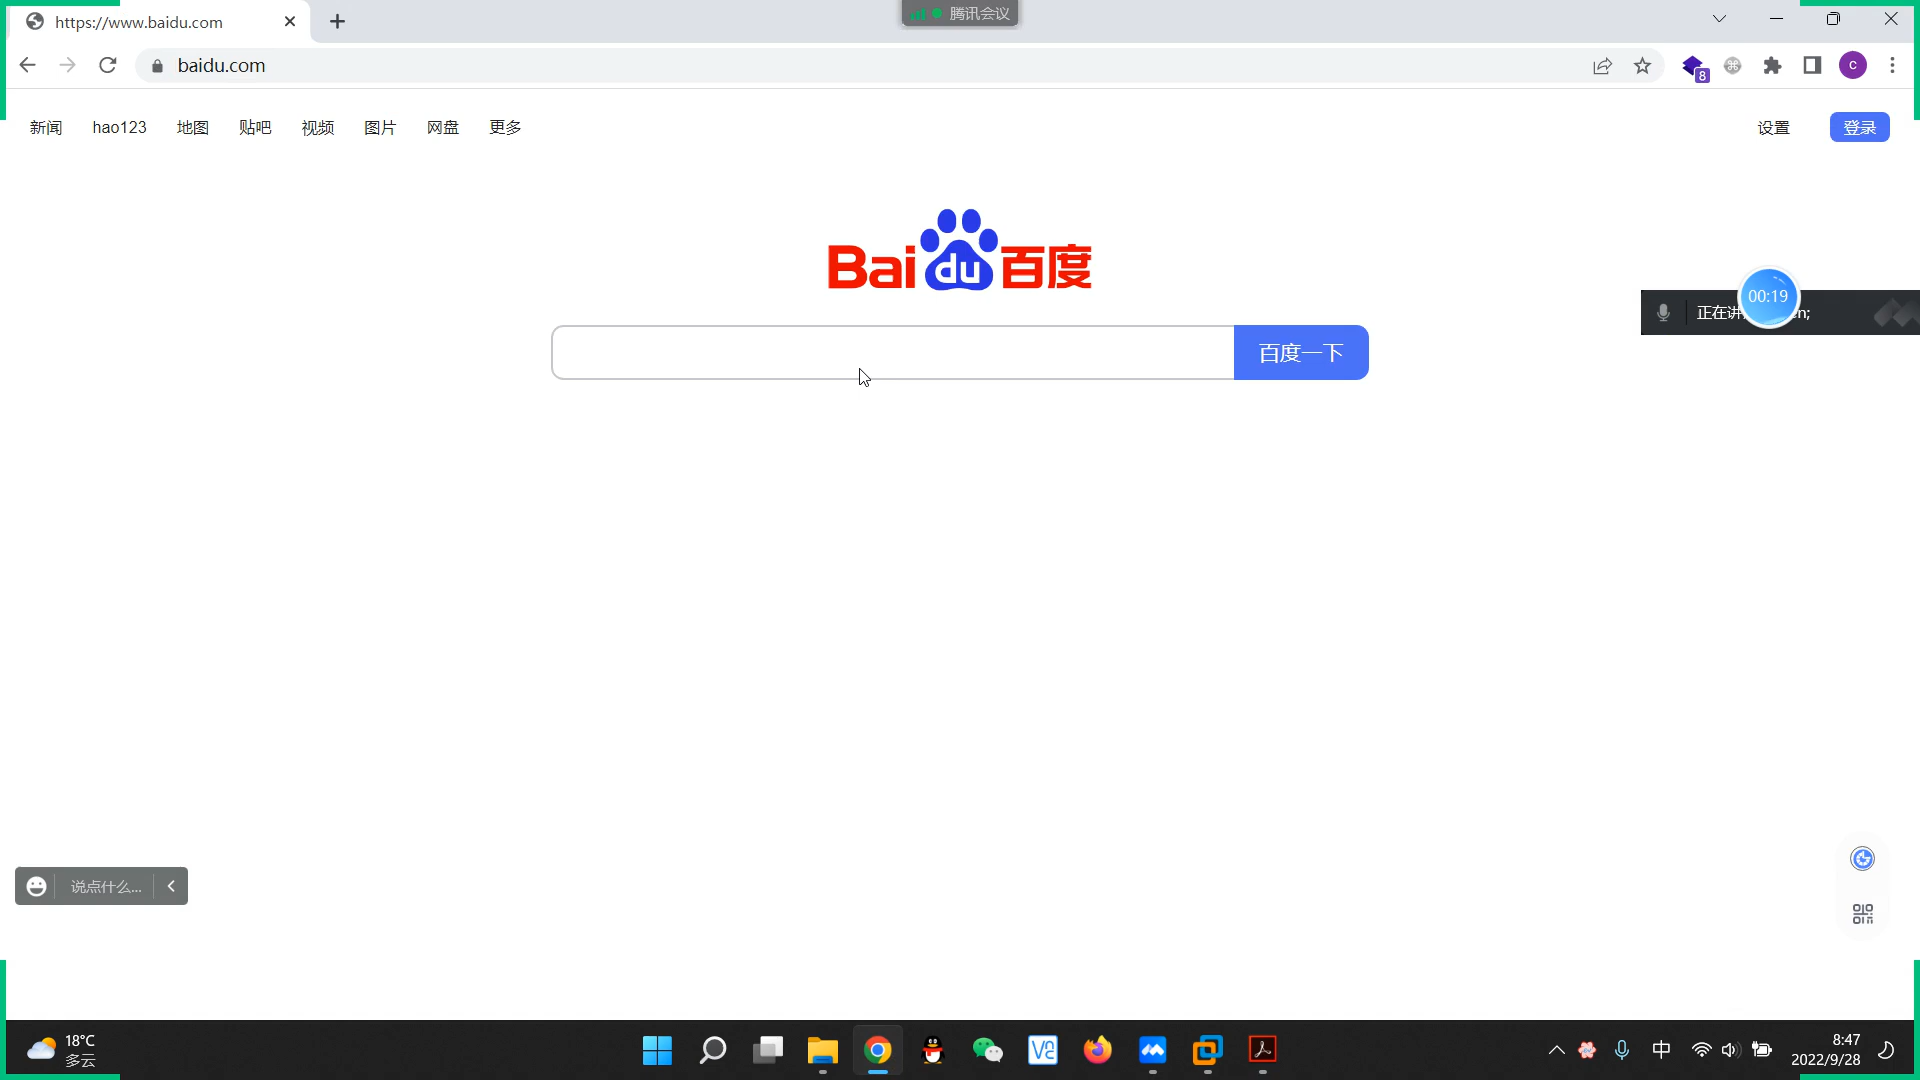 https://www.baidu.com
腾讯会议
baidu.com
8
C
新闻 hao123 地图 贴吧 视频 图片 网盘 更多 设置 登录
Bai du 百度
百度一下
00:19
正在讲
n;
说点什么...
18°C
多云
中
8:47
2022/9/28